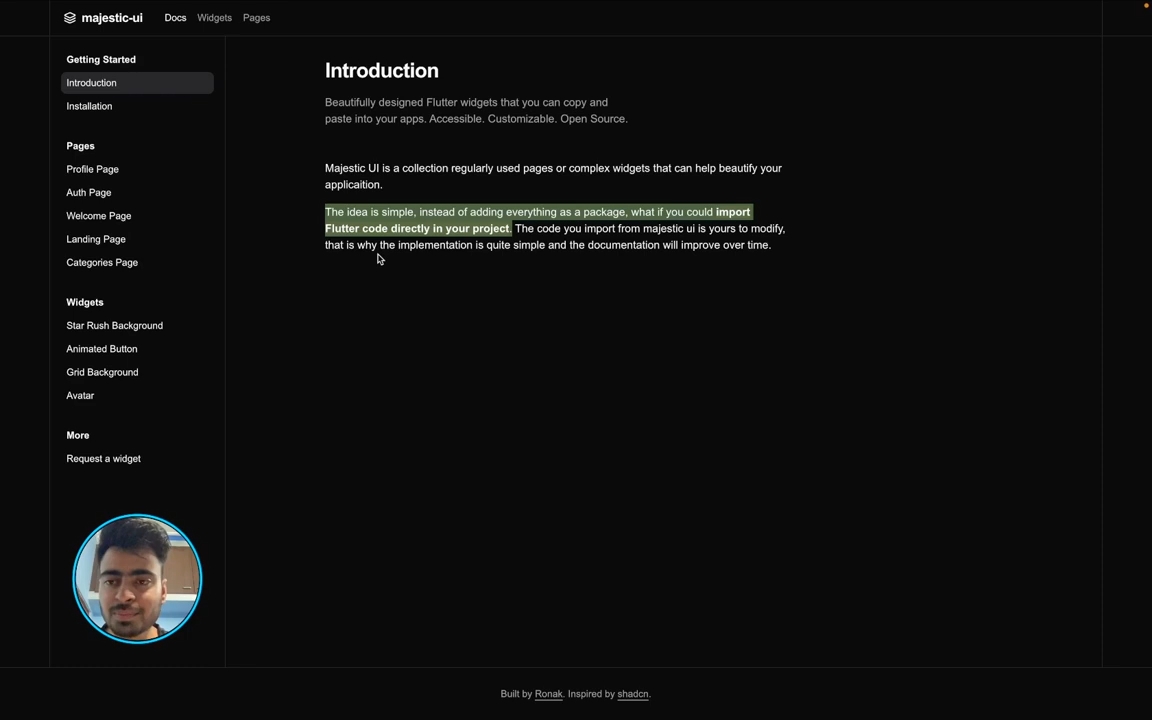 majestic-ui Docs Widgets Pages
Getting Started
Introduction
Installation
Pages
Profile Page
Auth Page
Welcome Page
Landing Page
Categories Page
Widgets
Star Rush Background
Animated Button
Grid Background
Avatar
More
Request a widget
Introduction
Beautifully designed Flutter widgets that you can copy and
paste into your apps. Accessible. Customizable. Open Source.
Majestic UI is a collection regularly used pages or complex widgets that can help beautify your
applicaition.
The idea is simple, instead of adding everything as a package, what if you could import
Flutter code directly in your project. The code you import from majestic ui is yours to modify,
that is why the implementation is quite simple and the documentation will improve over time.
Built by Ronak. Inspired by shadcn.